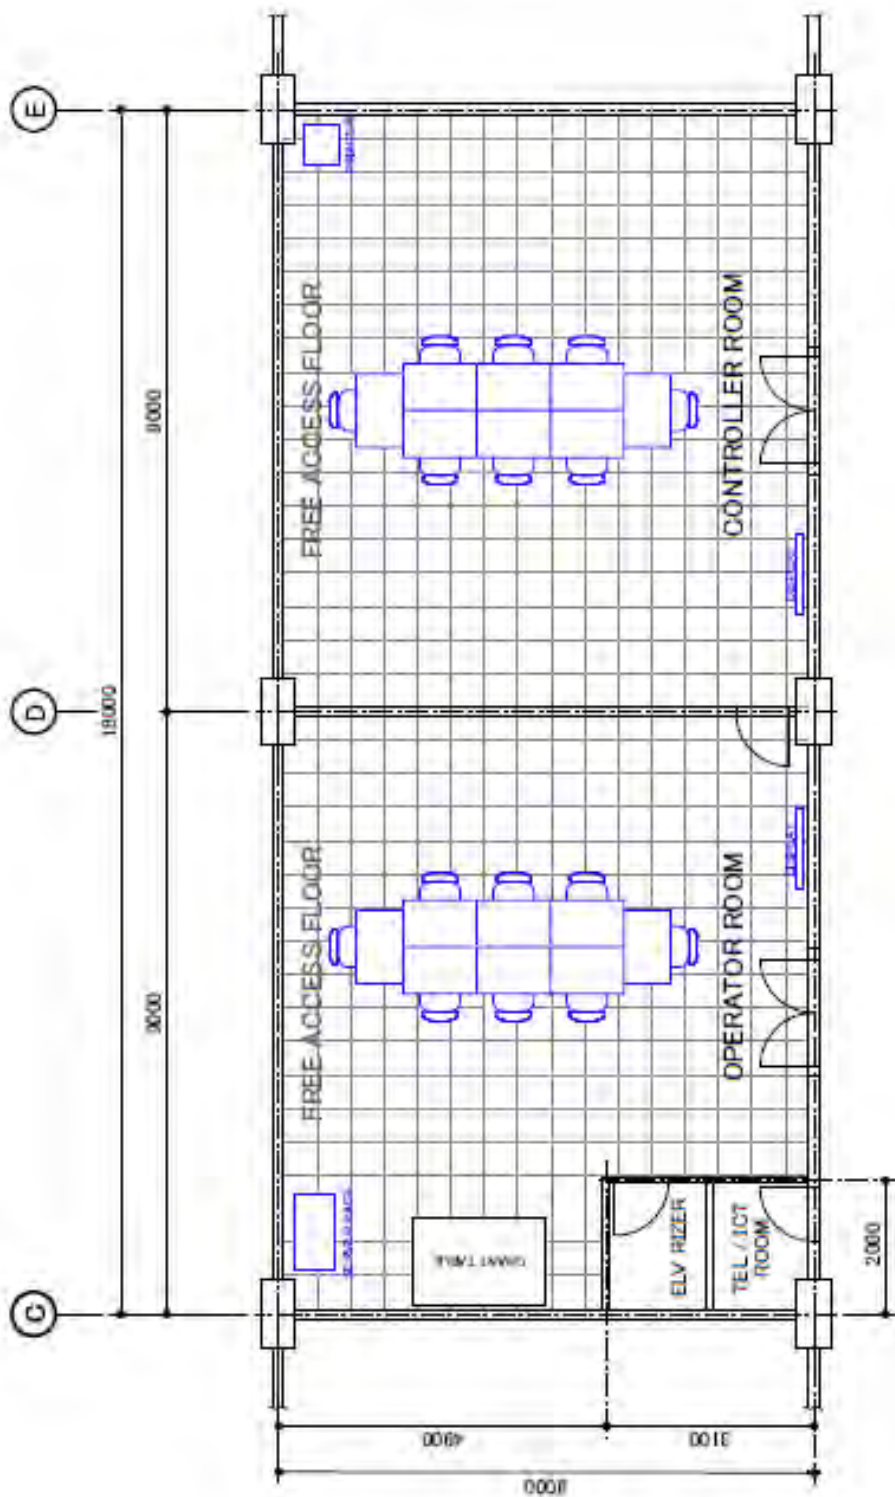 E
D
C
18000
9000
9000
FREE ACCESS FLOOR
CONTROLLER ROOM
FREE ACCESS FLOOR
OPERATOR ROOM
ELV RIZER
TEL / ICT
ROOM
2000
4900
3100
8000